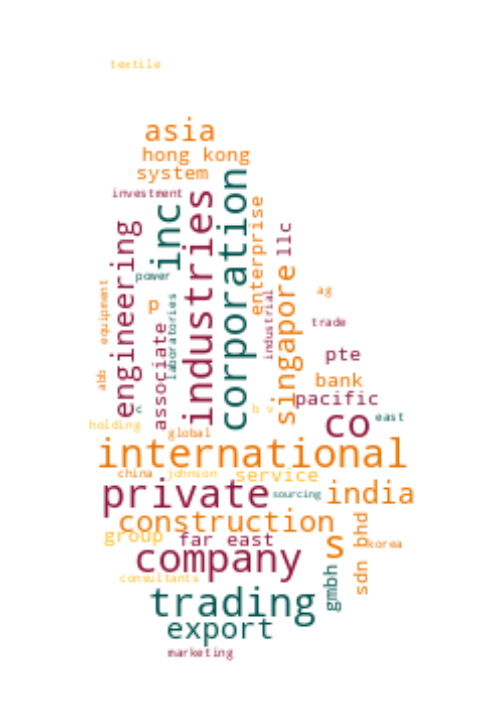 textile
asia
hong kong
system
investment
inc
industries
corporation
enterprise
engineering
power
llc
equipment
p
laboratories
associate
industrial
singapore
ag
trade
pte
abb
bank
pacific
c
b v
co
east
holding
global
international
china
johnson
service
private
sourcing
india
construction
group
far east
s
sdn bhd
korea
company
gmbh
consultants
trading
export
marketing